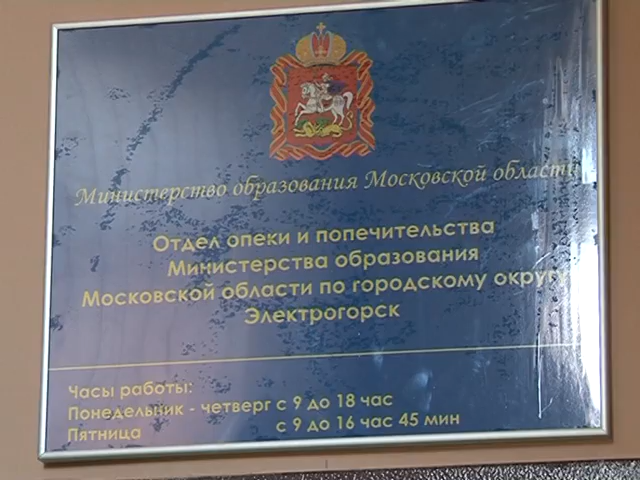 Министерство образования Московской области
Отдел опеки и попечительства
Министерства образования
Московской области по городскому округу
Электрогорск
Часы работы:
Понедельник - четверг с 9 до 18 час
Пятница с 9 до 16 час 45 мин